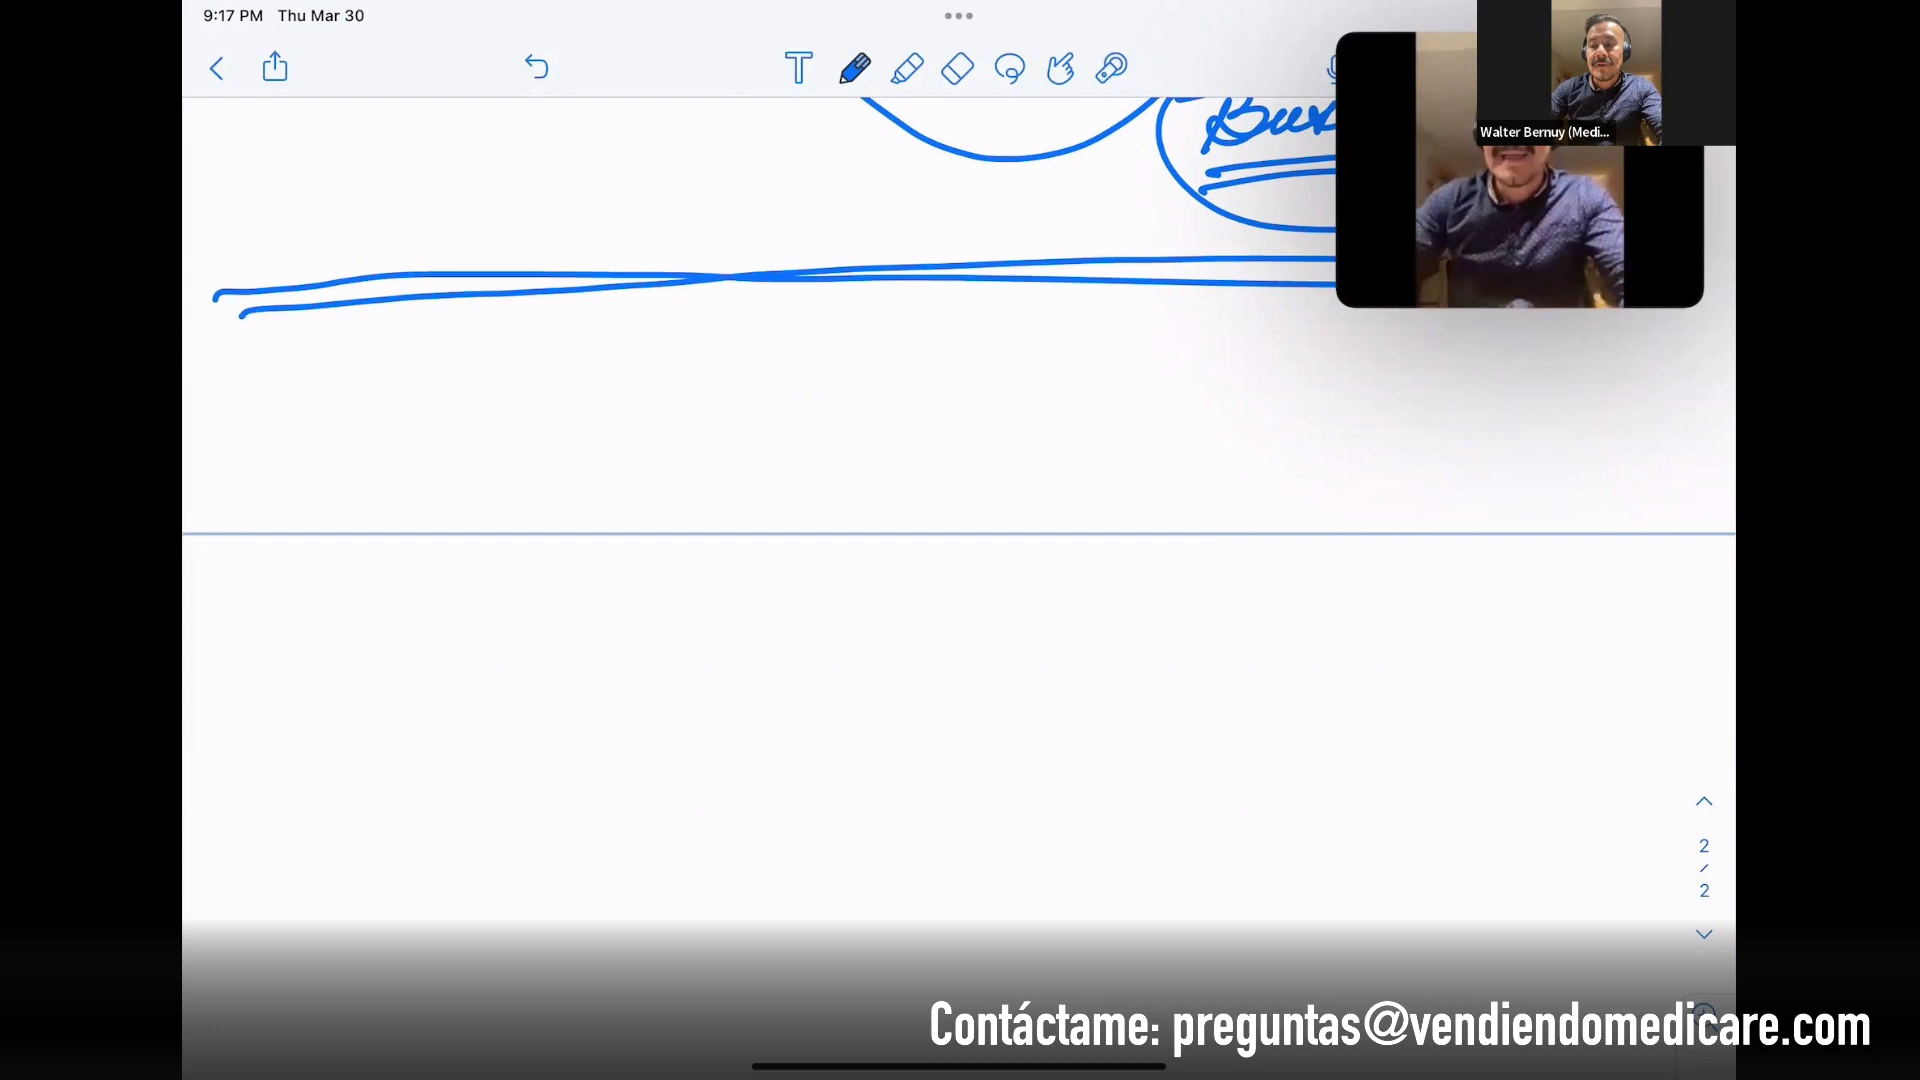 9:17 PM Thu Mar 30
Walter Bernuy (Medi...
2
/
2
Contáctame: preguntas@vendiendomedicare.com